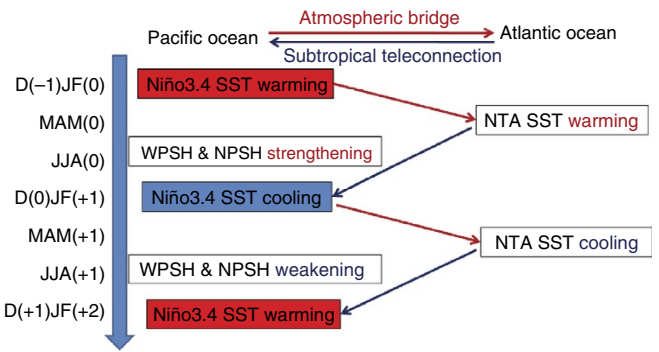 Atmospheric bridge
Pacific ocean
Atlantic ocean
Subtropical teleconnection
D(−1)JF(0)
Niño3.4 SST warming
MAM(0)
NTA SST warming
JJA(0)
WPSH & NPSH strengthening
D(0)JF(+1)
Niño3.4 SST cooling
MAM(+1)
NTA SST cooling
JJA(+1)
WPSH & NPSH weakening
D(+1)JF(+2)
Niño3.4 SST warming